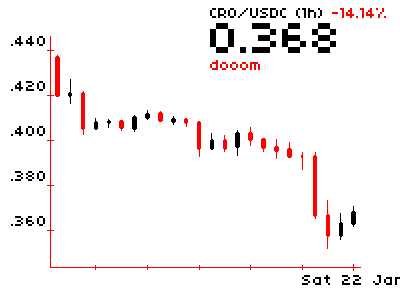 CRO/USDC (1h) -14.14%
0.368
dooom
.440
.420
.400
.380
.360
Sat 22 Jan